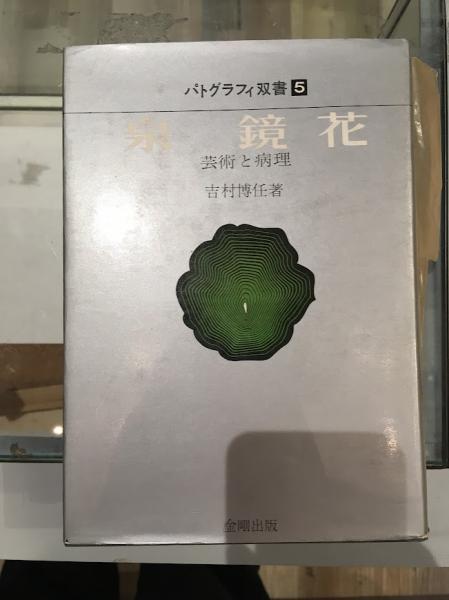 パトグラフィ双書5
泉 鏡花
芸術と病理
吉村博任著
金剛出版